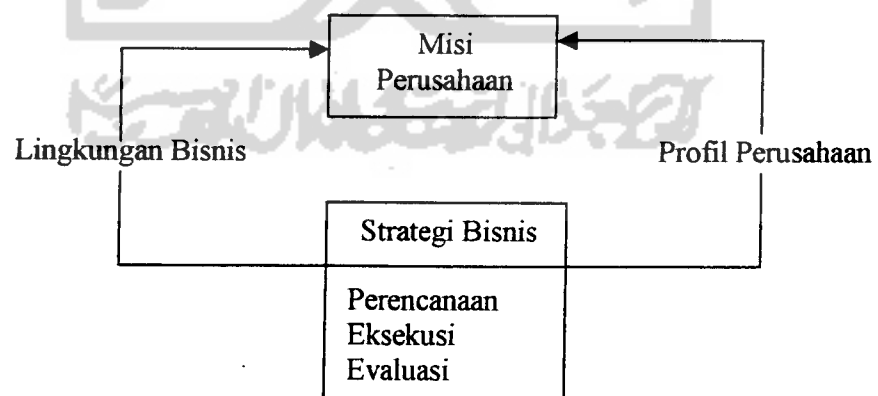 Misi
Perusahaan
Lingkungan Bisnis
Profil Perusahaan
Strategi Bisnis
Perencanaan
Eksekusi
Evaluasi